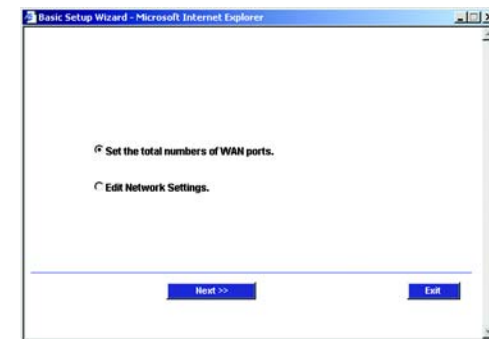 Basic Setup Wizard - Microsoft Internet Explorer
Set the total numbers of WAN ports.
Edit Network Settings.
Next >>
Exit